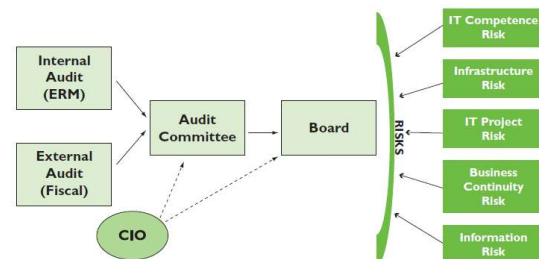 Internal
Audit
(ERM)
External
Audit
(Fiscal)
Audit
Committee
Board
CIO
RISKS
IT Competence
Risk
Infrastructure
Risk
IT Project
Risk
Business
Continuity
Risk
Information
Risk